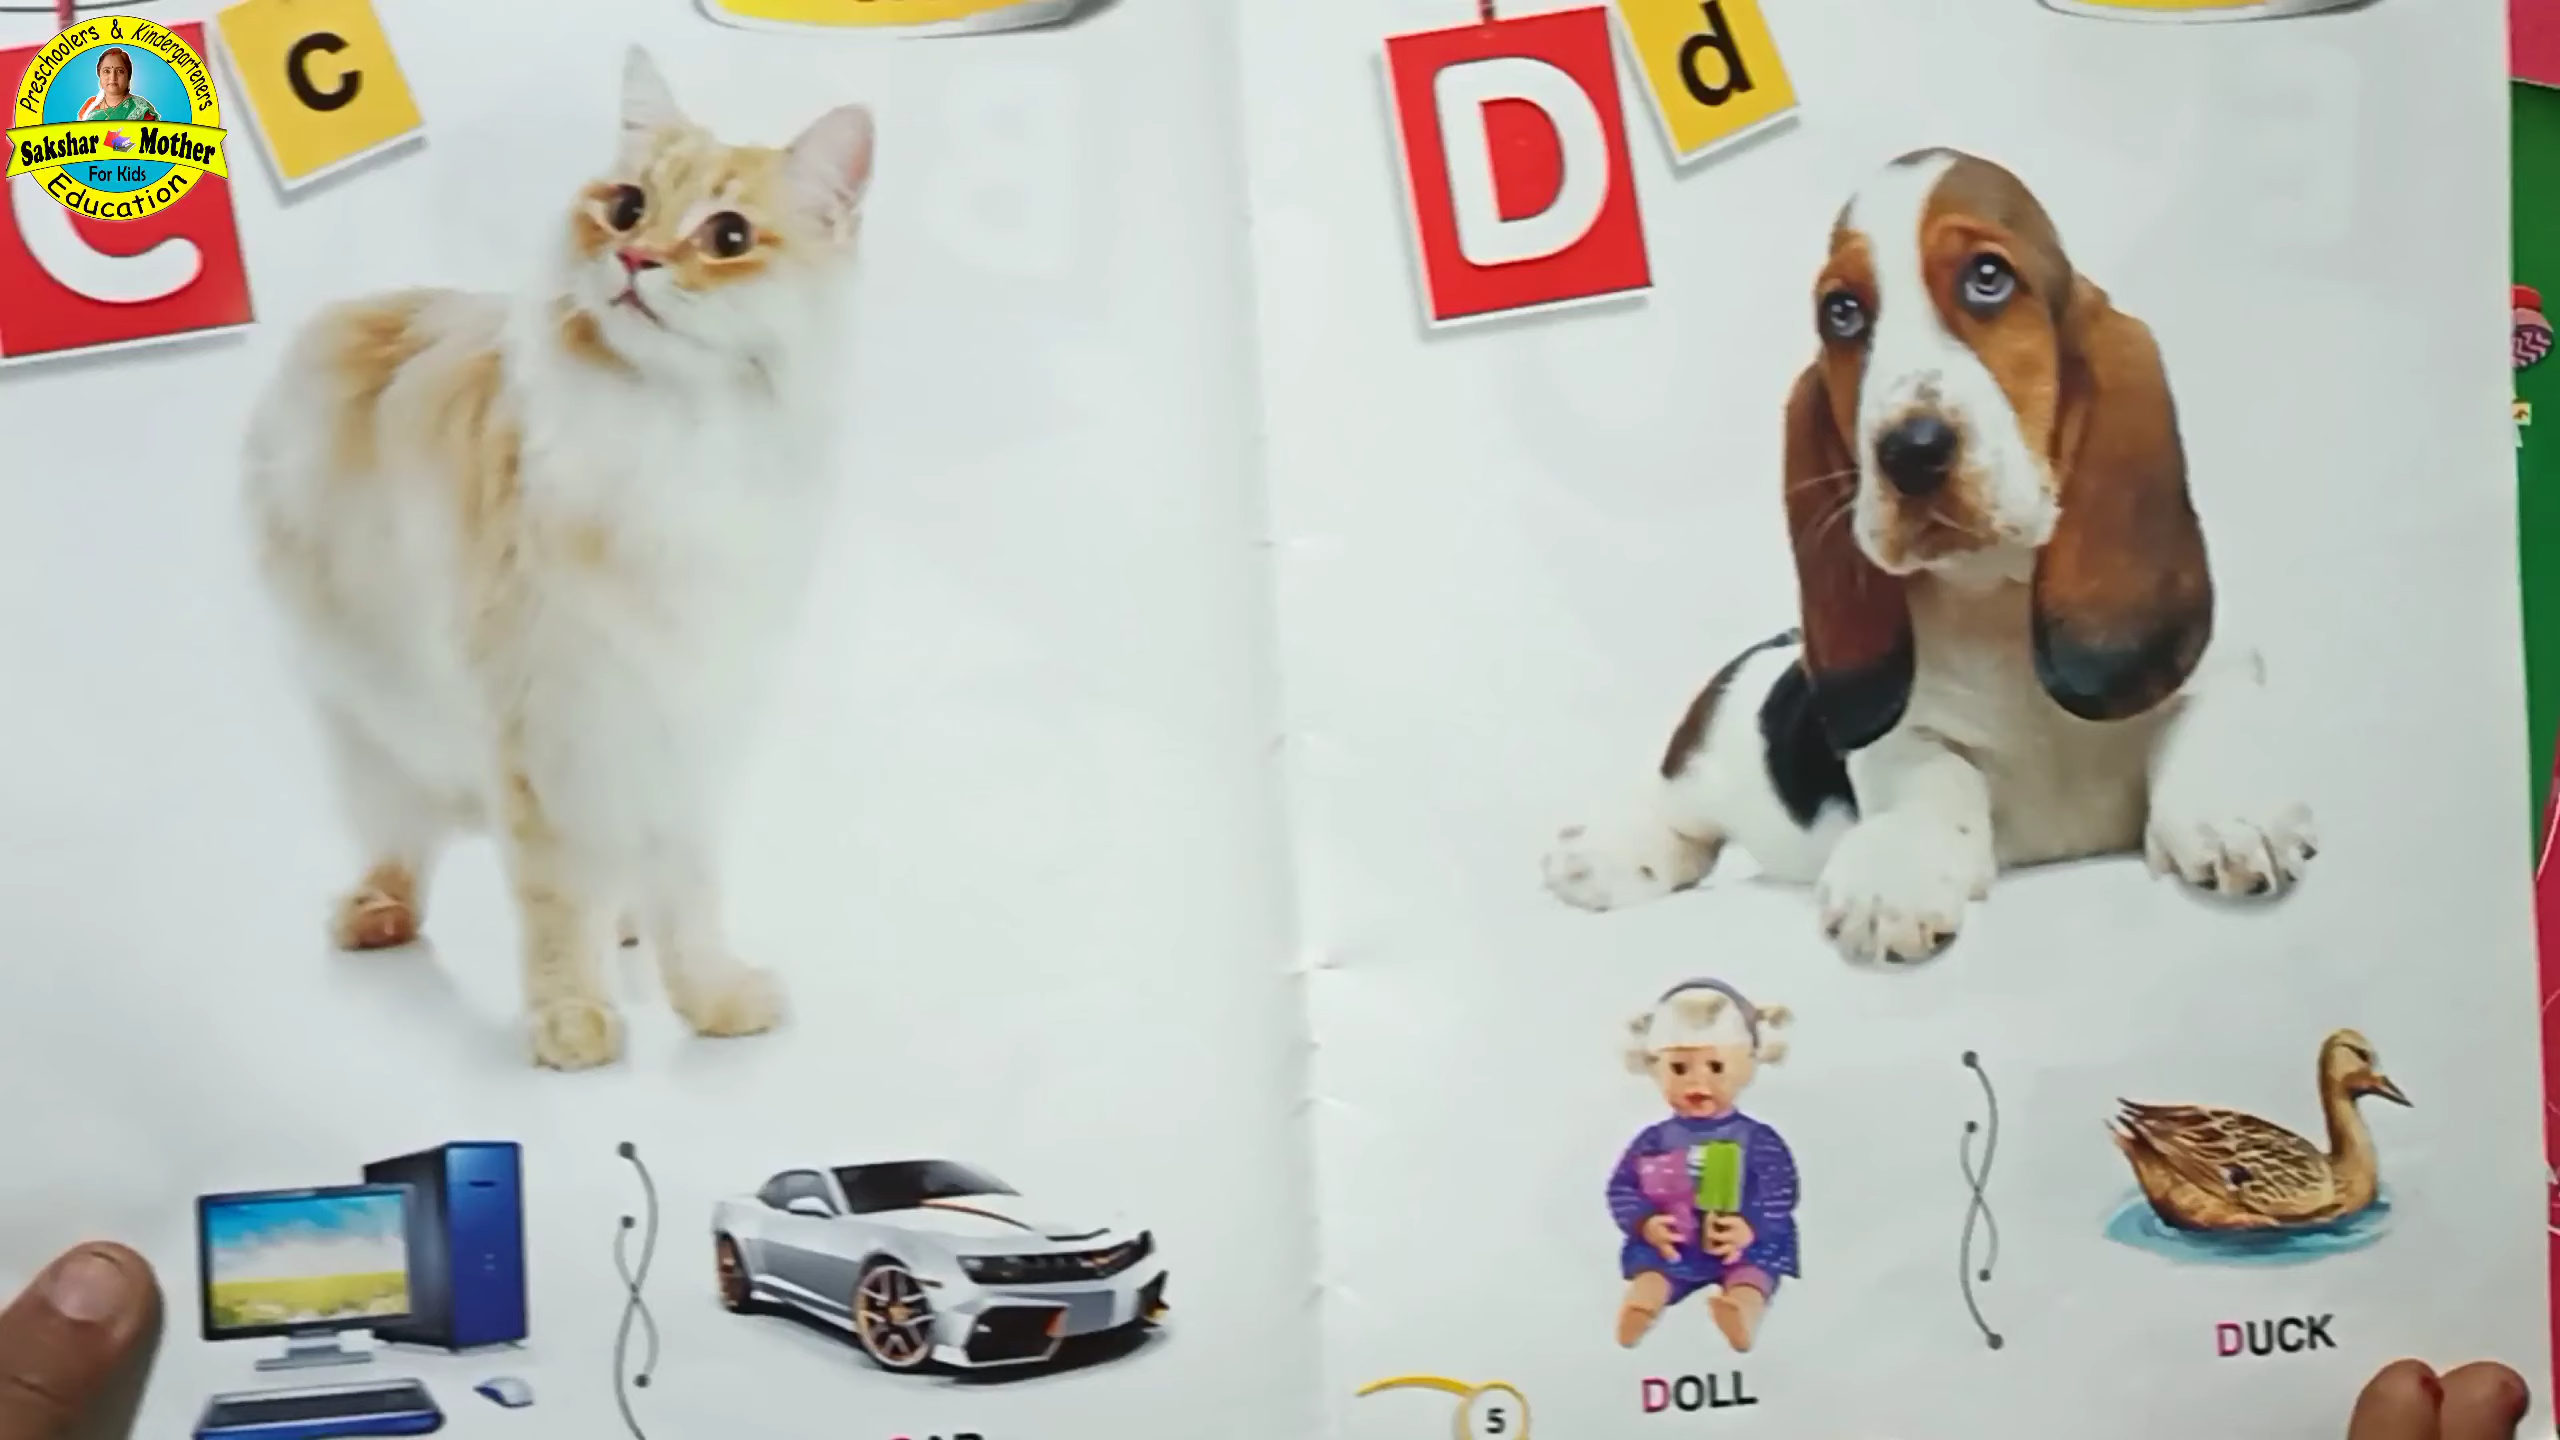 Preschoolers & Kindergarteners
Sakshar Mother
For Kids
Education
C
c
D
d
DOLL
DUCK
5